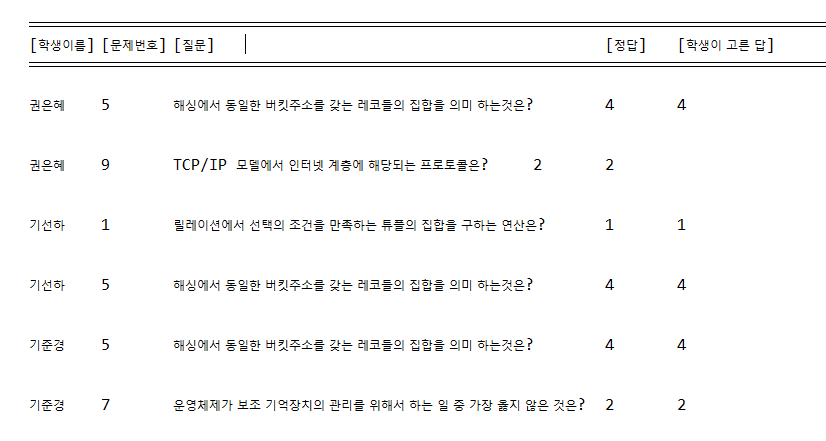 [학생이름] [문제번호] [질문] [정답] [학생이 고른 답]
권은혜 5 해싱에서 동일한 버킷주소를 갖는 레코들의 집합을 의미 하는것은? 4 4
권은혜 9 TCP/IP 모델에서 인터넷 계층에 해당되는 프로토콜은? 2 2
기선하 1 릴레이션에서 선택의 조건을 만족하는 튜플의 집합을 구하는 연산은? 1 1
기선하 5 해싱에서 동일한 버킷주소를 갖는 레코들의 집합을 의미 하는것은? 4 4
기준경 5 해싱에서 동일한 버킷주소를 갖는 레코들의 집합을 의미 하는것은? 4 4
기준경 7 운영체제가 보조 기억장치의 관리를 위해서 하는 일 중 가장 옳지 않은 것은? 2 2